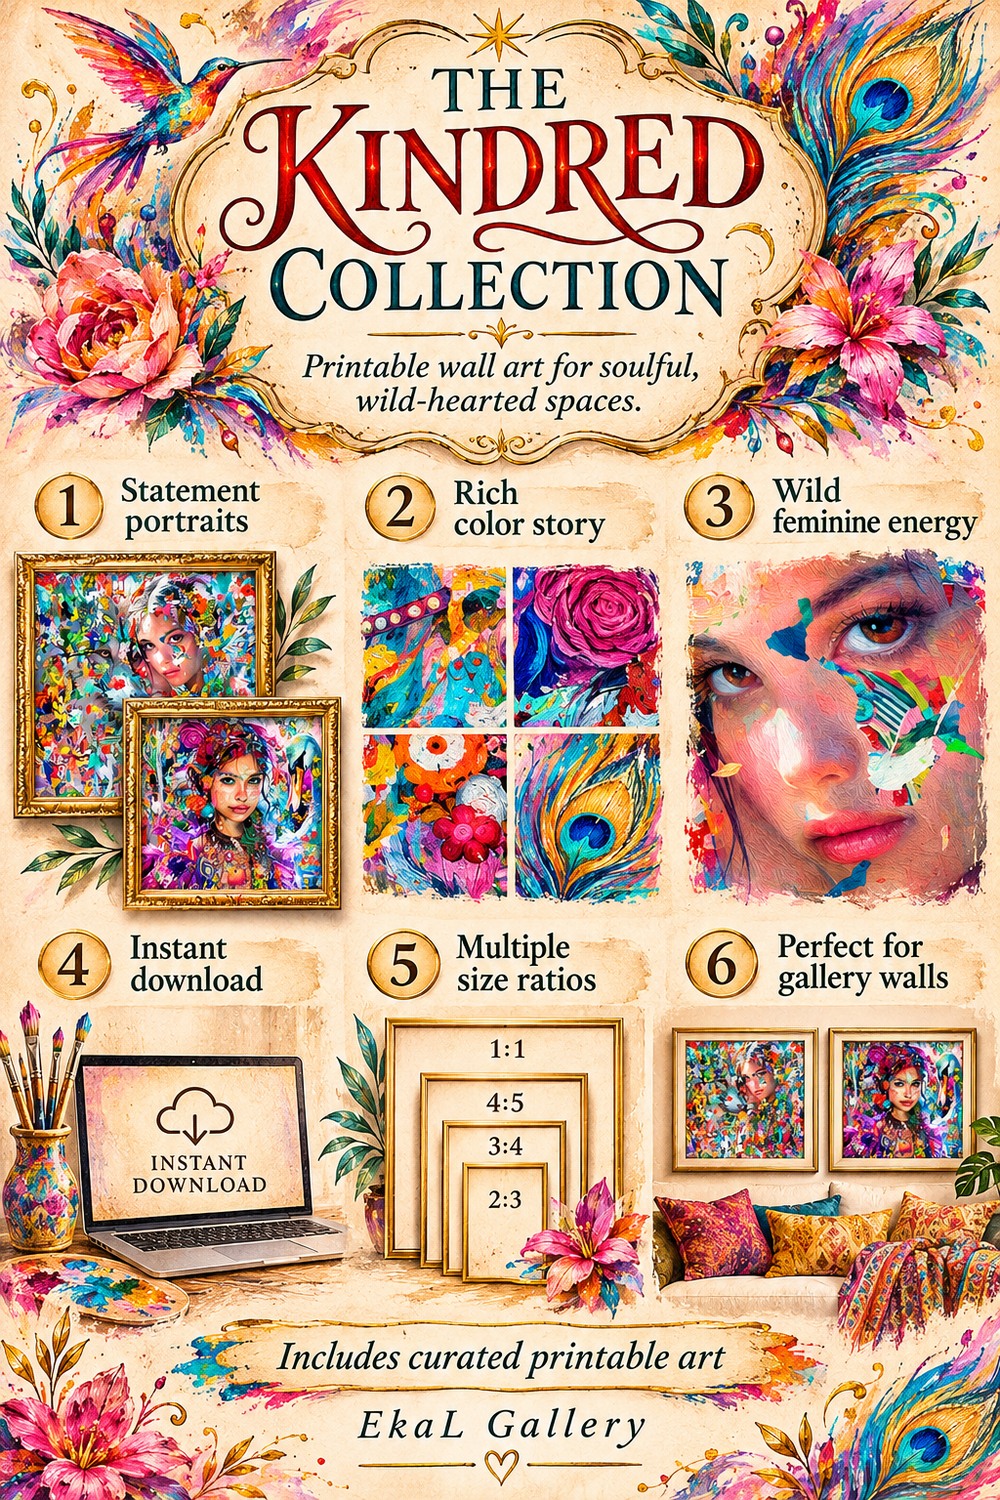 THE
KINDRED
COLLECTION
Printable wall art for soulful,
wild-hearted spaces.
1
Statement
portraits
2
Rich
color story
3
Wild
feminine energy
4
Instant
download
5
Multiple
size ratios
6
Perfect for
gallery walls
INSTANT
DOWNLOAD
1:1
4:5
3:4
2:3
Includes curated printable art
EkaL Gallery